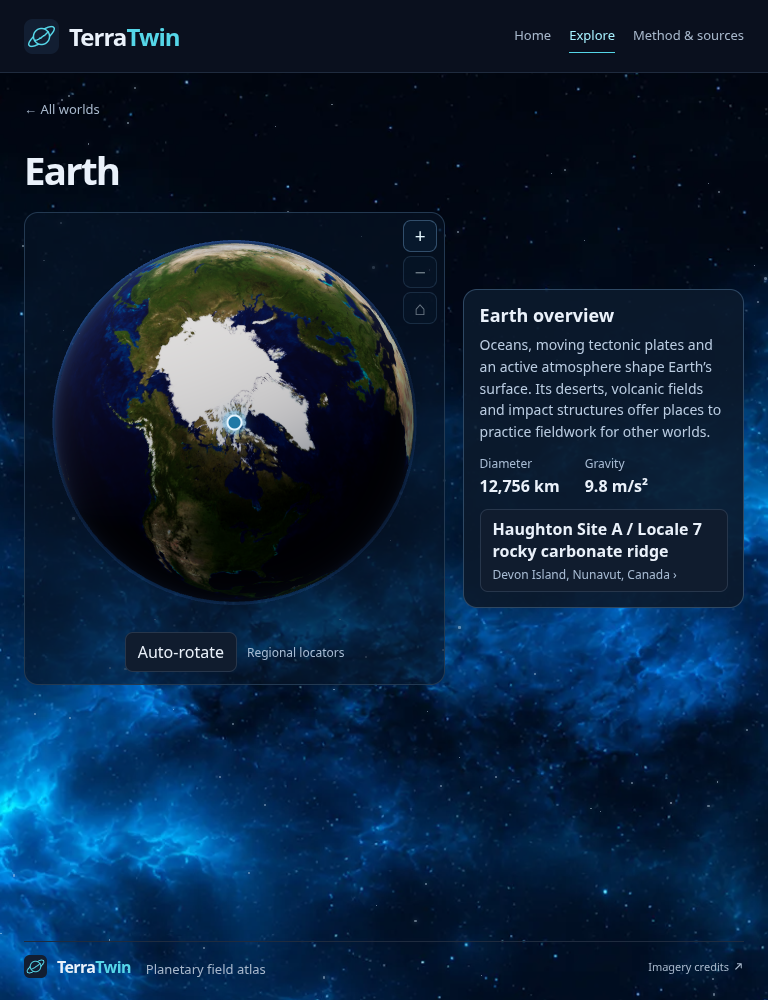 TerraTwin
Home Explore Method & sources
← All worlds
Earth
+
−
⌂
Auto-rotate Regional locators
Earth overview
Oceans, moving tectonic plates and
an active atmosphere shape Earth’s
surface. Its deserts, volcanic fields
and impact structures offer places to
practice fieldwork for other worlds.
Diameter Gravity
12,756 km 9.8 m/s²
Haughton Site A / Locale 7
rocky carbonate ridge
Devon Island, Nunavut, Canada ›
TerraTwin Planetary field atlas
Imagery credits ↗